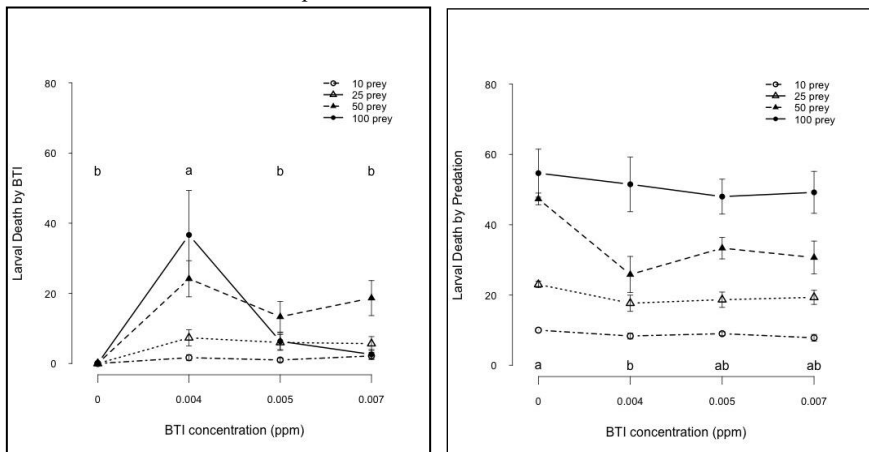 80
60
40
20
0
Larval Death by BTI
10 prey
25 prey
50 prey
100 prey
b a b b
0 0.004 0.005 0.007
BTI concentration (ppm)
80
60
40
20
0
Larval Death by Predation
10 prey
25 prey
50 prey
100 prey
a b ab ab
0 0.004 0.005 0.007
BTI concentration (ppm)